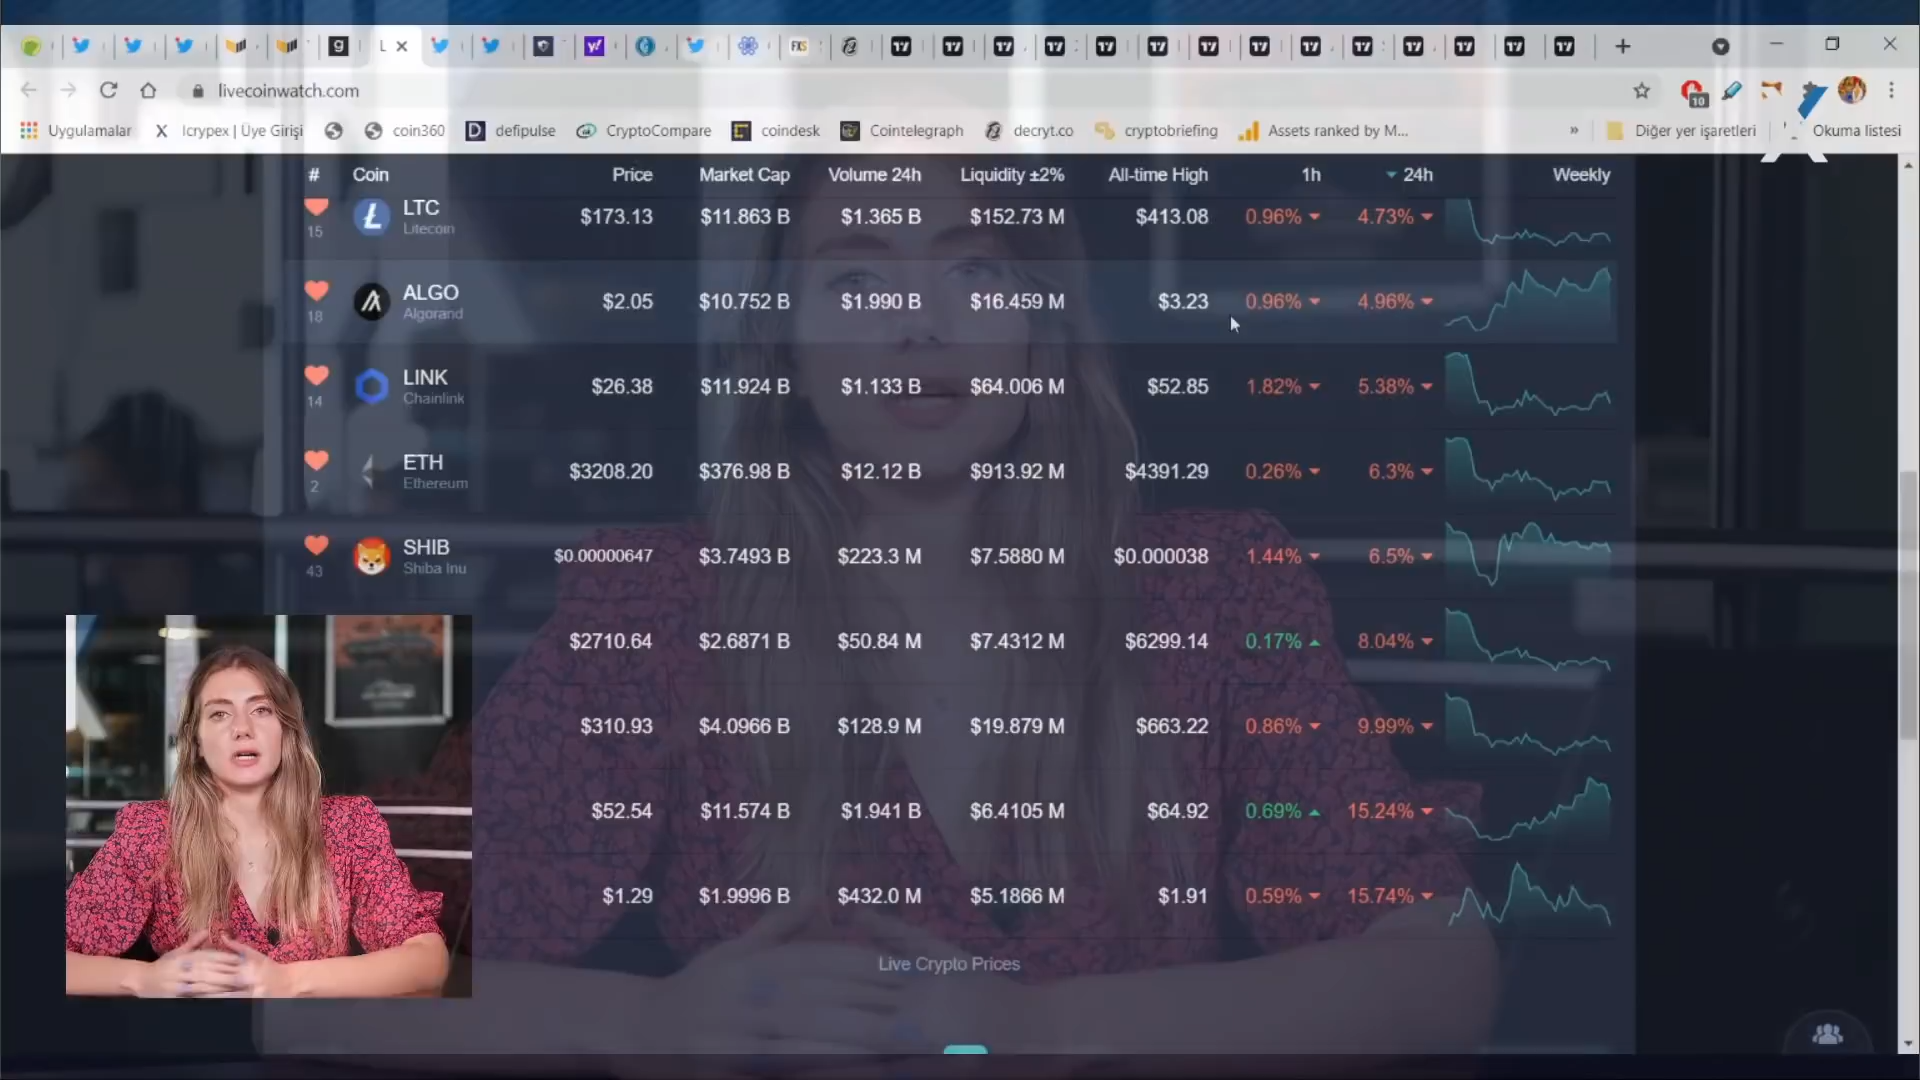 L
FXS
livecoinwatch.com
10
Uygulamalar
X Icrypex | Üye Girişi
coin360
defipulse
CryptoCompare
coindesk
Cointelegraph
decryt.co
cryptobriefing
Assets ranked by M...
»
Diğer yer işaretleri
Okuma listesi
# Coin Price Market Cap Volume 24h Liquidity ±2% All-time High 1h 24h Weekly
LTC
15 Litecoin $173.13 $11.863 B $1.365 B $152.73 M $413.08 0.96% 4.73%
ALGO
18 Algorand $2.05 $10.752 B $1.990 B $16.459 M $3.23 0.96% 4.96%
LINK
14 Chainlink $26.38 $11.924 B $1.133 B $64.006 M $52.85 1.82% 5.38%
ETH
2 Ethereum $3208.20 $376.98 B $12.12 B $913.92 M $4391.29 0.26% 6.3%
SHIB
43 Shiba Inu $0.00000647 $3.7493 B $223.3 M $7.5880 M $0.000038 1.44% 6.5%
$2710.64 $2.6871 B $50.84 M $7.4312 M $6299.14 0.17% 8.04%
$310.93 $4.0966 B $128.9 M $19.879 M $663.22 0.86% 9.99%
$52.54 $11.574 B $1.941 B $6.4105 M $64.92 0.69% 15.24%
$1.29 $1.9996 B $432.0 M $5.1866 M $1.91 0.59% 15.74%
Live Crypto Prices